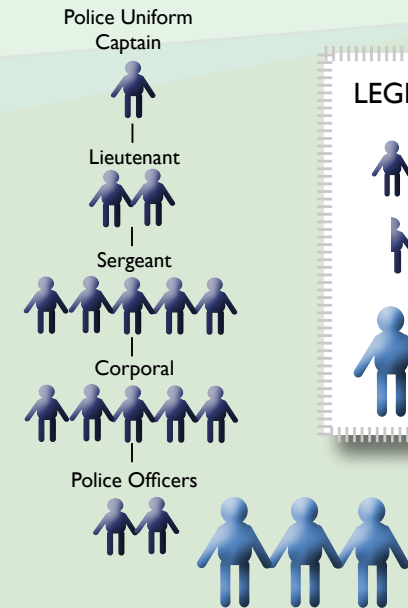 Police Uniform
Captain
Lieutenant
Sergeant
Corporal
Police Officers